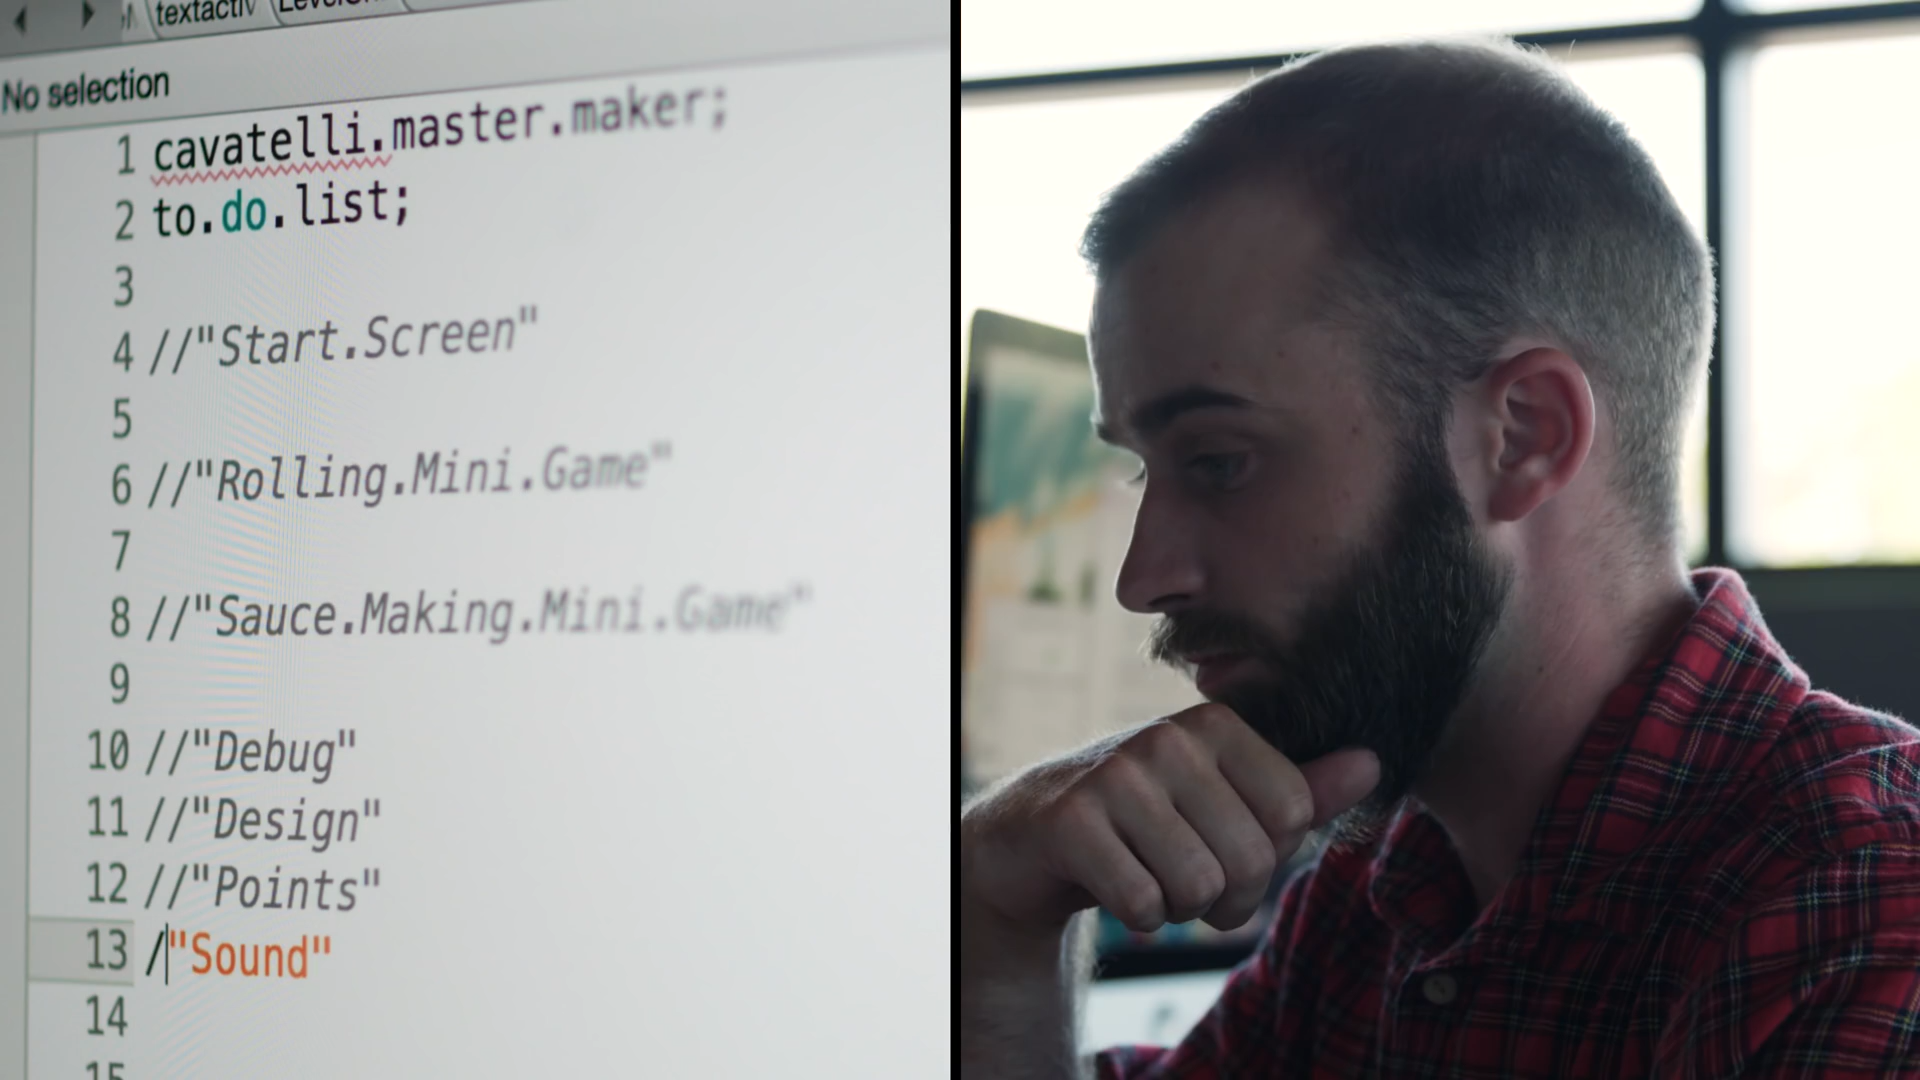 textactiv
No selection
1 cavatelli.master.maker;
2 to.do.list;
3
4 //"Start.Screen"
5
6 //"Rolling.Mini.Game"
7
8 //"Sauce.Making.Mini.Game"
9
10 //"Debug"
11 //"Design"
12 //"Points"
13 /"Sound"
14
15